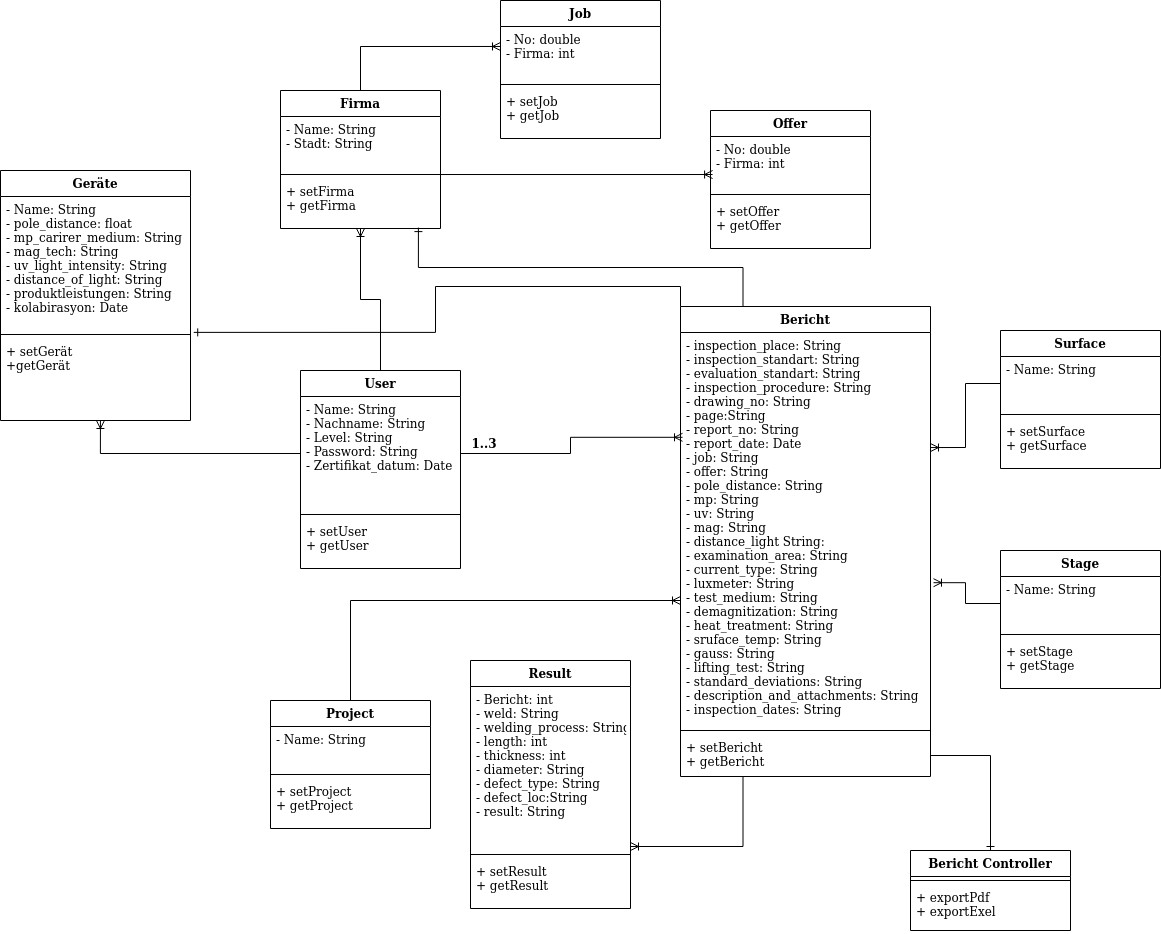 Job
- No: double
- Firma: int
+ setJob
+ getJob
Firma
- Name: String
- Stadt: String
+ setFirma
+ getFirma
Offer
- No: double
- Firma: int
+ setOffer
+ getOffer
Geräte
- Name: String
- pole_distance: float
- mp_carirer_medium: String
- mag_tech: String
- uv_light_intensity: String
- distance_of_light: String
- produktleistungen: String
- kolabirasyon: Date
+ setGerät
+getGerät
User
- Name: String
- Nachname: String
- Level: String
- Password: String
- Zertifikat_datum: Date
+ setUser
+ getUser
1..3
Bericht
- inspection_place: String
- inspection_standart: String
- evaluation_standart: String
- inspection_procedure: String
- drawing_no: String
- page:String
- report_no: String
- report_date: Date
- job: String
- offer: String
- pole_distance: String
- mp: String
- uv: String
- mag: String
- distance_light String:
- examination_area: String
- current_type: String
- luxmeter: String
- test_medium: String
- demagnitization: String
- heat_treatment: String
- sruface_temp: String
- gauss: String
- lifting_test: String
- standard_deviations: String
- description_and_attachments: String
- inspection_dates: String
+ setBericht
+ getBericht
Surface
- Name: String
+ setSurface
+ getSurface
Stage
- Name: String
+ setStage
+ getStage
Project
- Name: String
+ setProject
+ getProject
Result
- Bericht: int
- weld: String
- welding_process: String
- length: int
- thickness: int
- diameter: String
- defect_type: String
- defect_loc:String
- result: String
+ setResult
+ getResult
Bericht Controller
+ exportPdf
+ exportExel